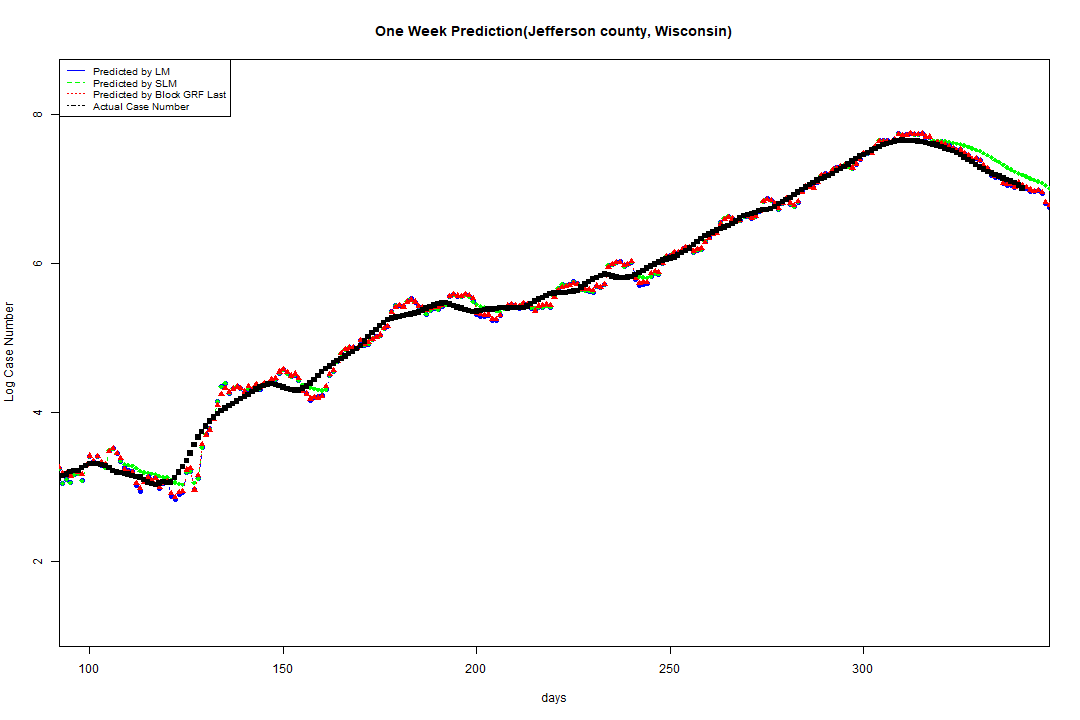 One Week Prediction(Jefferson county, Wisconsin)
Predicted by LM
Predicted by SLM
Predicted by Block GRF Last
Actual Case Number
Log Case Number
8
6
4
2
100 150 200 250 300
days